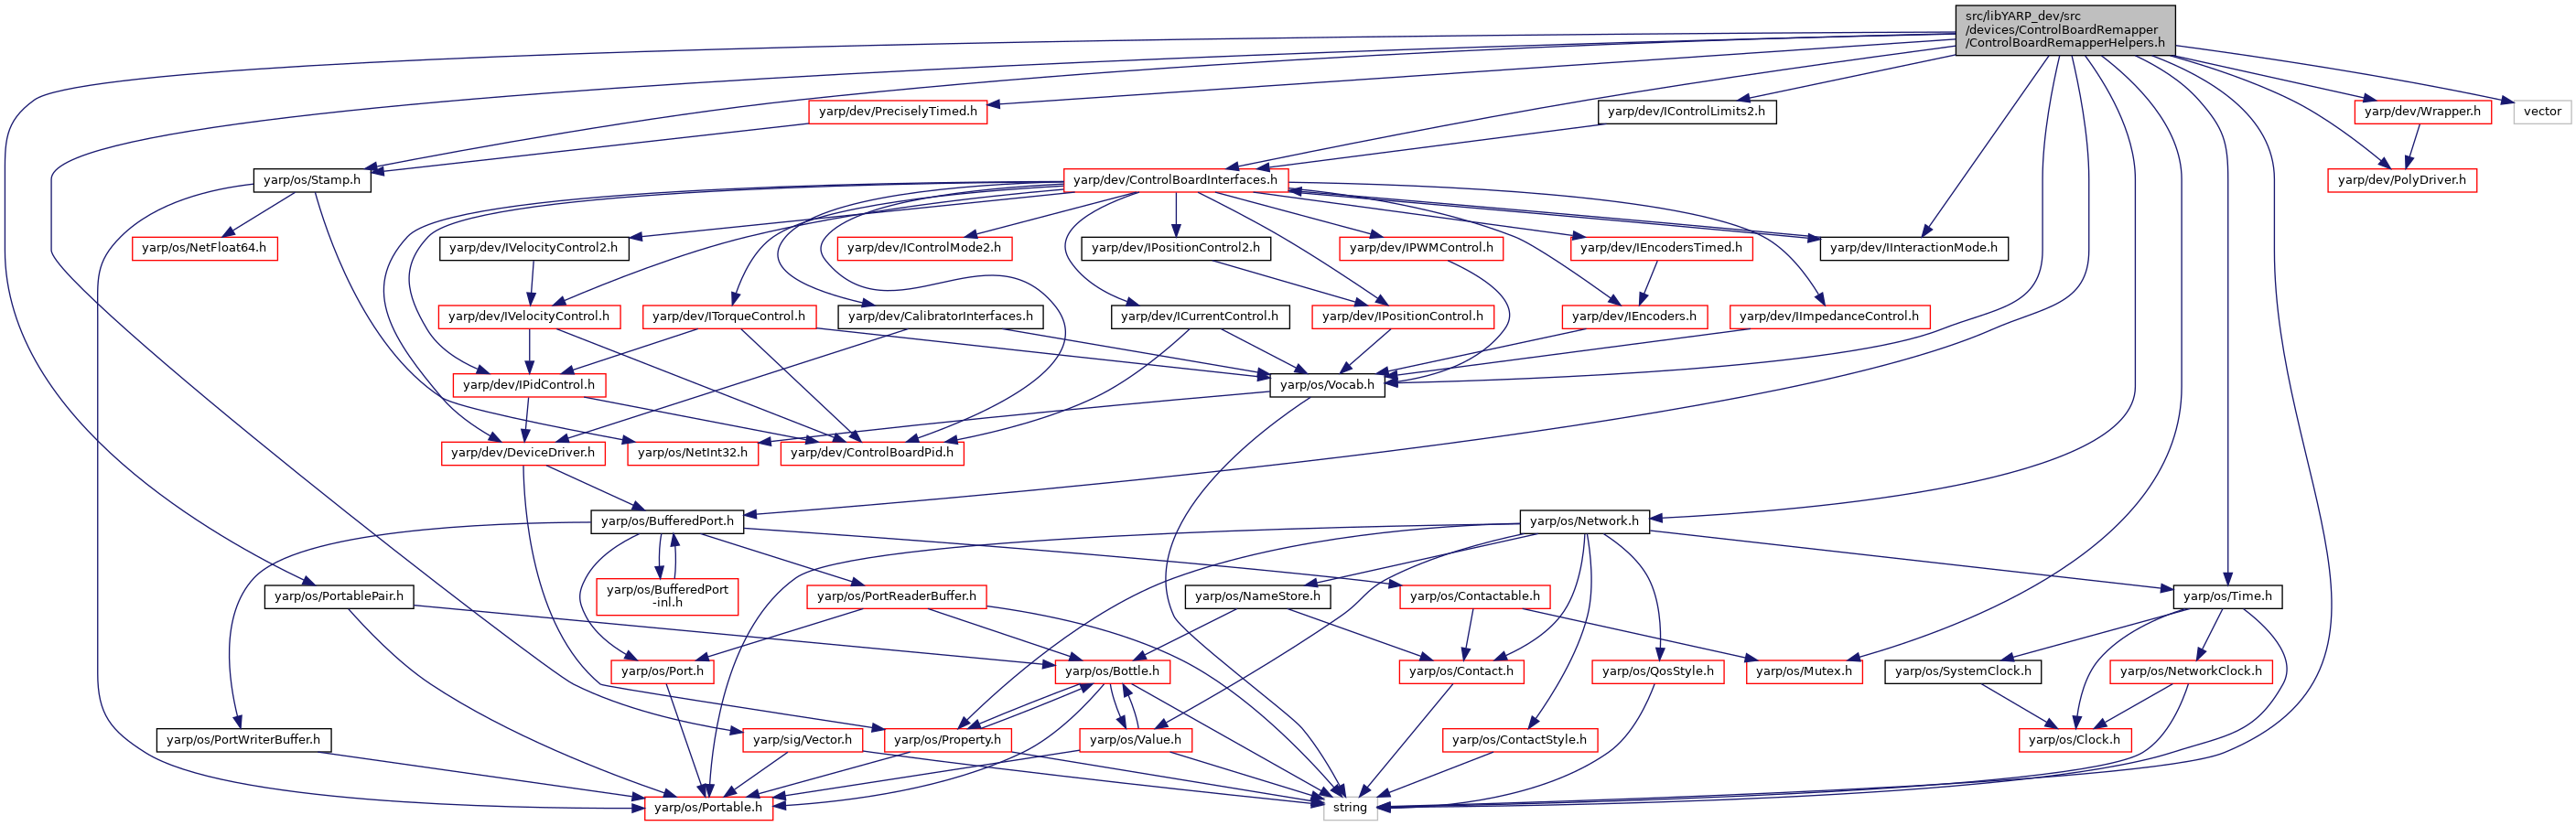 src/libYARP_dev/src
/devices/ControlBoardRemapper
/ControlBoardRemapperHelpers.h
yarp/dev/PreciselyTimed.h
yarp/dev/IControlLimits2.h
yarp/dev/Wrapper.h
vector
yarp/os/Stamp.h
yarp/dev/ControlBoardInterfaces.h
yarp/dev/PolyDriver.h
yarp/os/NetFloat64.h
yarp/dev/IVelocityControl2.h
yarp/dev/IControlMode2.h
yarp/dev/IPositionControl2.h
yarp/dev/IPWMControl.h
yarp/dev/IEncodersTimed.h
yarp/dev/IInteractionMode.h
yarp/dev/IVelocityControl.h
yarp/dev/ITorqueControl.h
yarp/dev/CalibratorInterfaces.h
yarp/dev/ICurrentControl.h
yarp/dev/IPositionControl.h
yarp/dev/IEncoders.h
yarp/dev/IImpedanceControl.h
yarp/dev/IPidControl.h
yarp/os/Vocab.h
yarp/dev/DeviceDriver.h
yarp/os/NetInt32.h
yarp/dev/ControlBoardPid.h
yarp/os/BufferedPort.h
yarp/os/Network.h
yarp/os/PortablePair.h
yarp/os/BufferedPort
-inl.h
yarp/os/PortReaderBuffer.h
yarp/os/NameStore.h
yarp/os/Contactable.h
yarp/os/Time.h
yarp/os/Port.h
yarp/os/Bottle.h
yarp/os/Contact.h
yarp/os/QosStyle.h
yarp/os/Mutex.h
yarp/os/SystemClock.h
yarp/os/NetworkClock.h
yarp/os/PortWriterBuffer.h
yarp/sig/Vector.h
yarp/os/Property.h
yarp/os/Value.h
yarp/os/ContactStyle.h
yarp/os/Clock.h
yarp/os/Portable.h
string